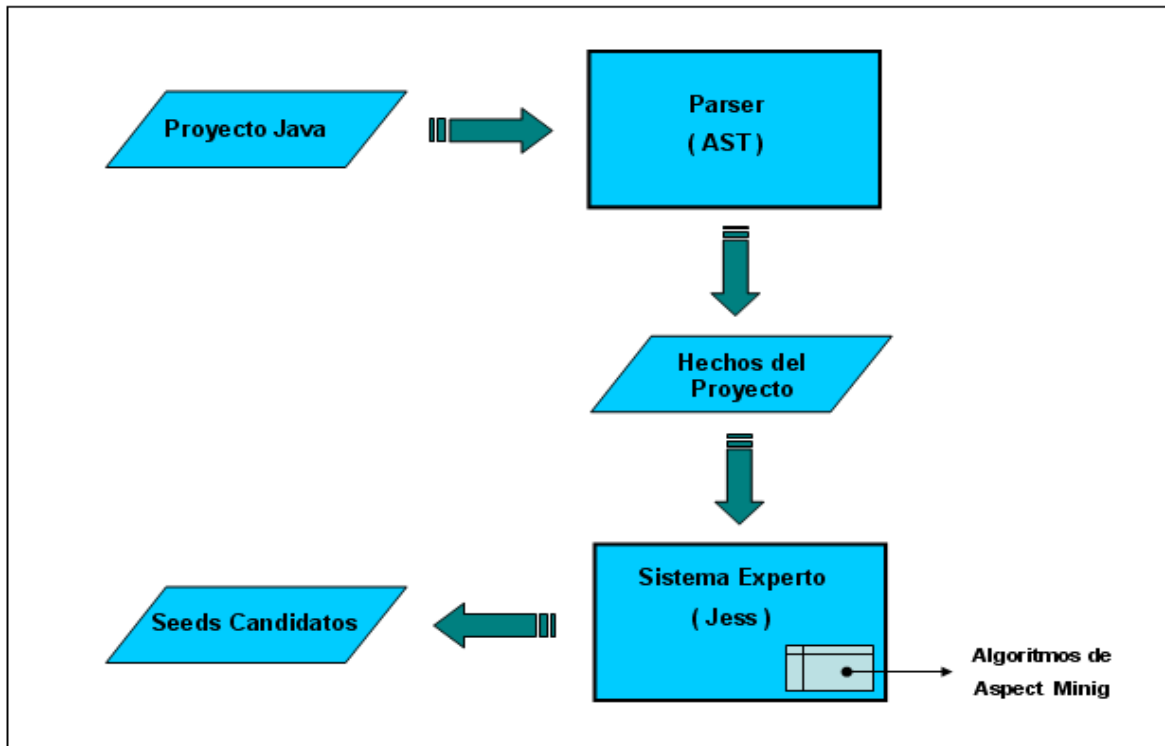 Proyecto Java
Parser
( AST )
Hechos del
Proyecto
Sistema Experto
( Jess )
Seeds Candidatos
Algoritmos de
Aspect Minig